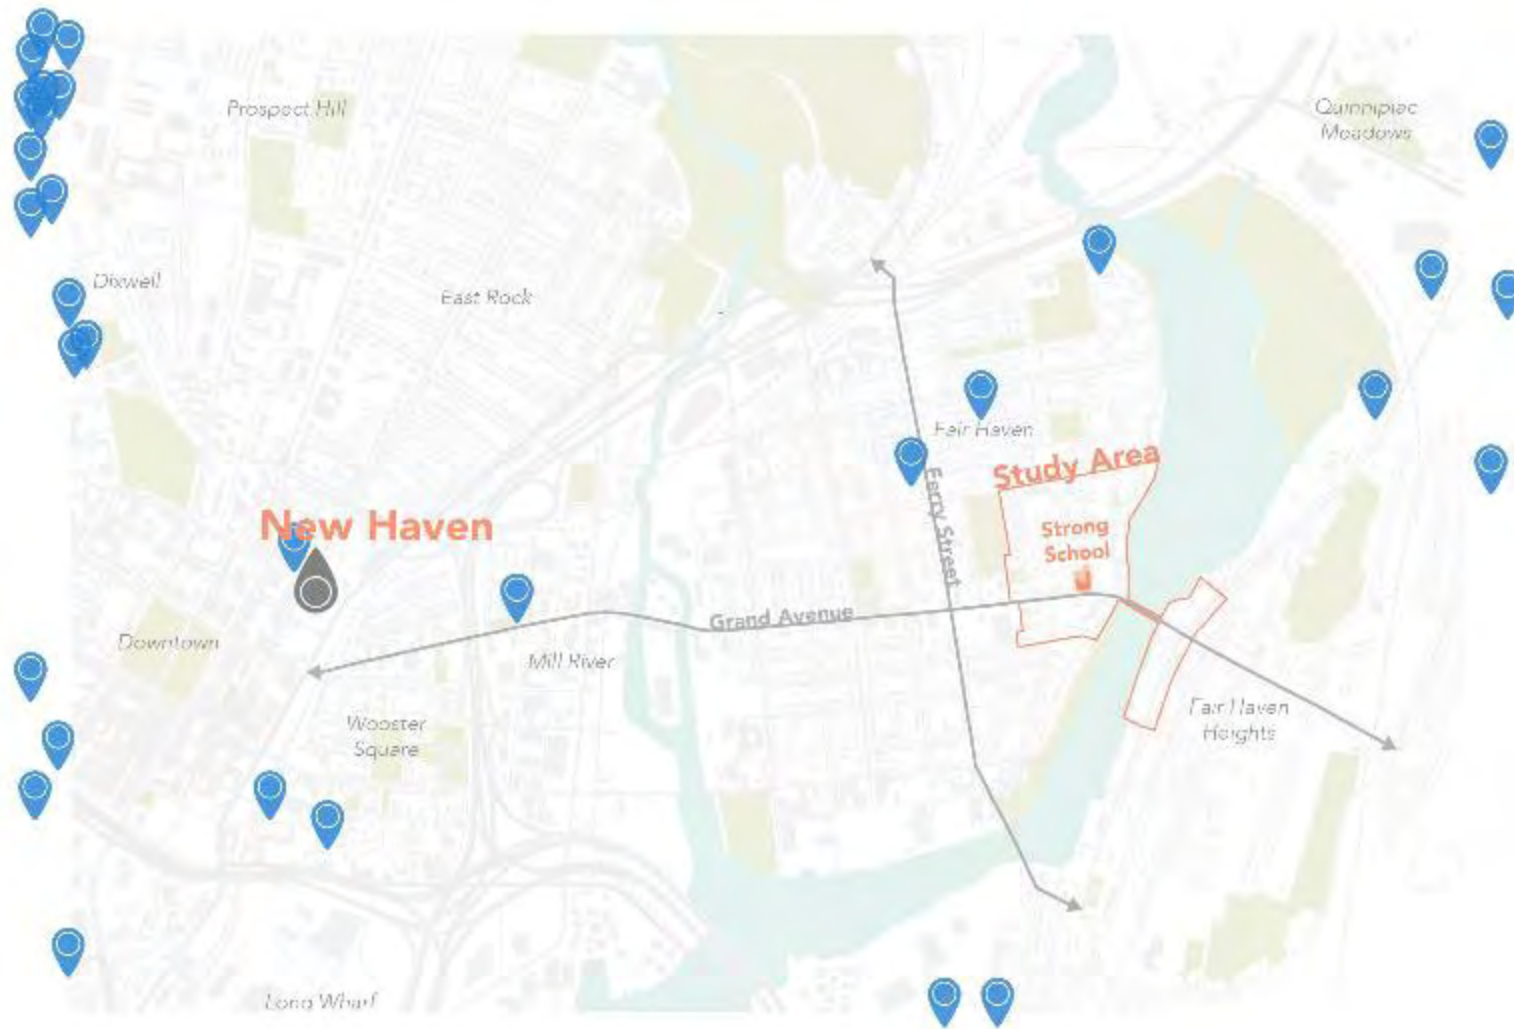 Prospect Hill
Quinnipiac
Meadows
Dixwell
East Rock
Fair Haven
Study Area
Ferry Street
New Haven
Strong
School
Grand Avenue
Downtown
Mill River
Wooster
Square
Fair Haven
Heights
Long Wharf